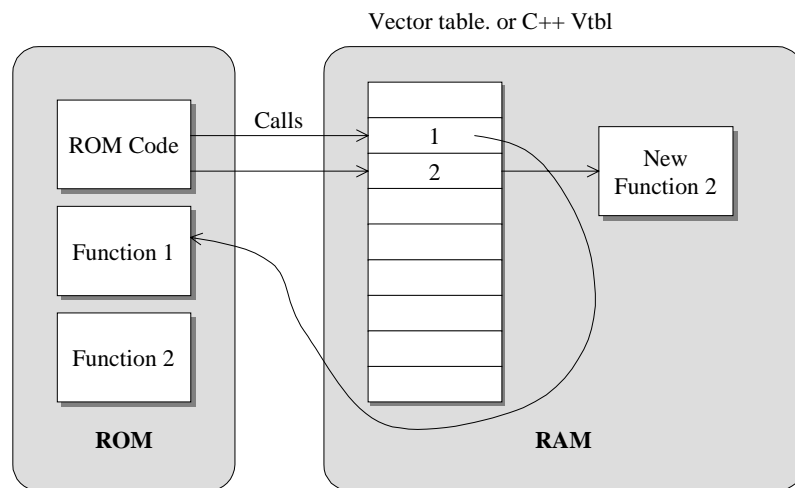 Vector table. or C++ Vtbl
ROM Code
Calls
1
2
New
Function 2
Function 1
Function 2
ROM
RAM